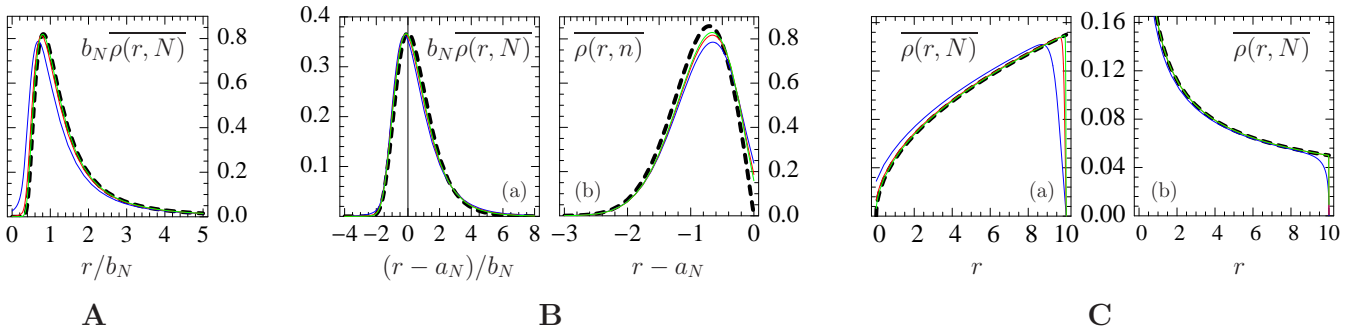 $b_N \overline{\rho(r, N)}$
0.8
0.6
0.4
0.2
0.0
0 1 2 3 4 5
$r/b_N$
A
0.4
0.3
0.2
0.1
$b_N \overline{\rho(r, N)}$
(a)
−4 −2 0 2 4 6 8
$(r − a_N)/b_N$
$\overline{\rho(r, n)}$
(b)
0.8
0.6
0.4
0.2
0.0
−3 −2 −1 0
$r − a_N$
B
$\overline{\rho(r, N)}$
(a)
0 2 4 6 8 10
$r$
0.16
0.12
0.08
0.04
0.00
$\overline{\rho(r, N)}$
(b)
2 4 6 8 10
$r$
C